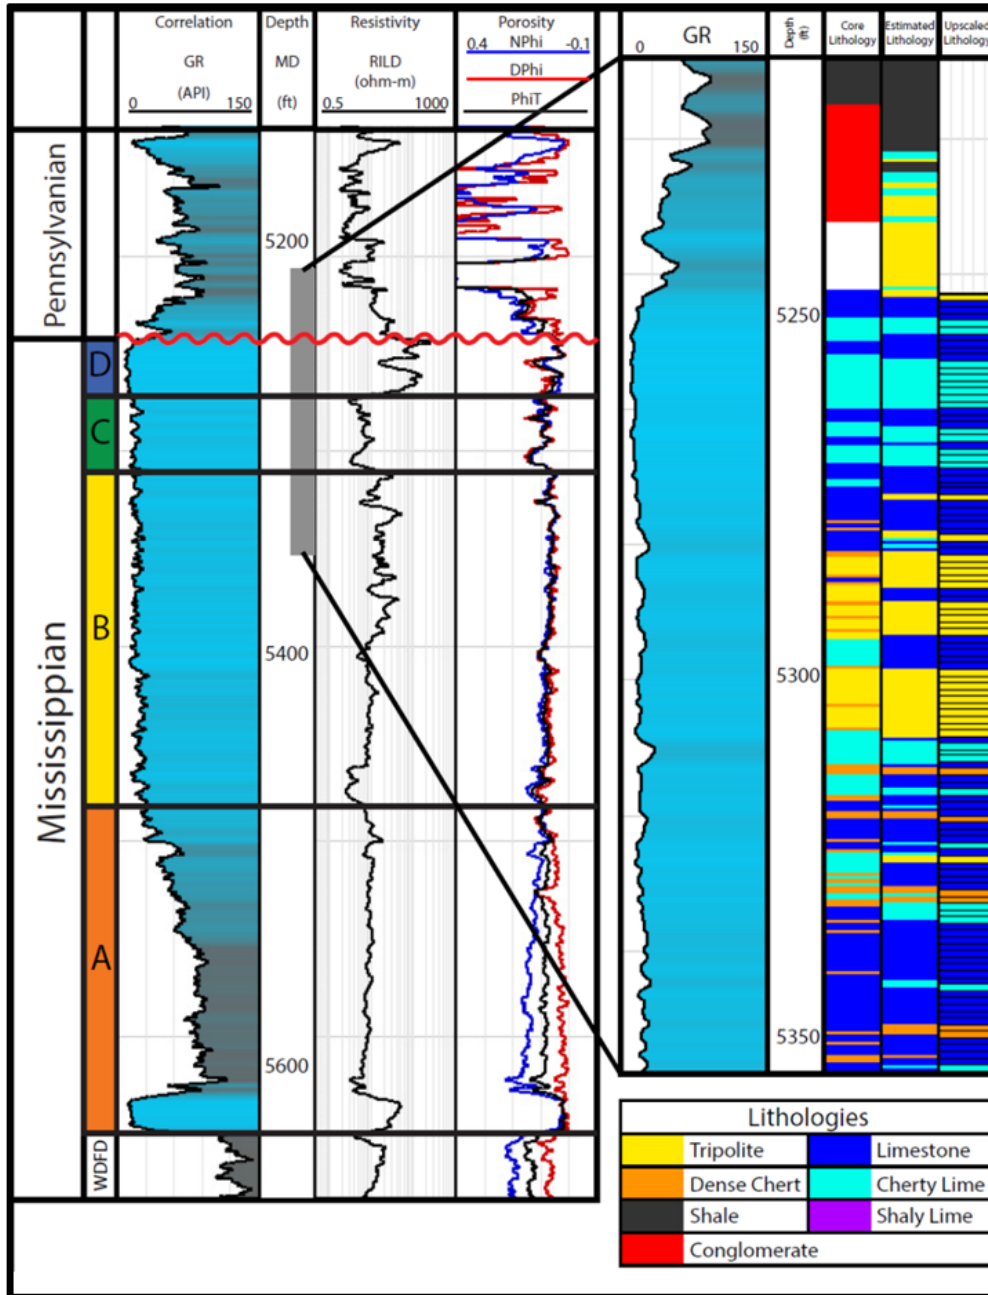 Correlation
GR
(API)
0 150
Depth
MD
(ft)
Resistivity
RILD
(ohm-m)
0.5 1000
Porosity
0.4 NPhi -0.1
DPhi
PhiT
GR
0 150
Depth
(ft)
Core
Lithology
Estimated
Lithology
Upscaled
Lithology
Pennsylvanian
Mississippian
D
C
B
A
WDFD
5200
5400
5600
5250
5300
5350
Lithologies
Tripolite
Limestone
Dense Chert
Cherty Lime
Shale
Shaly Lime
Conglomerate